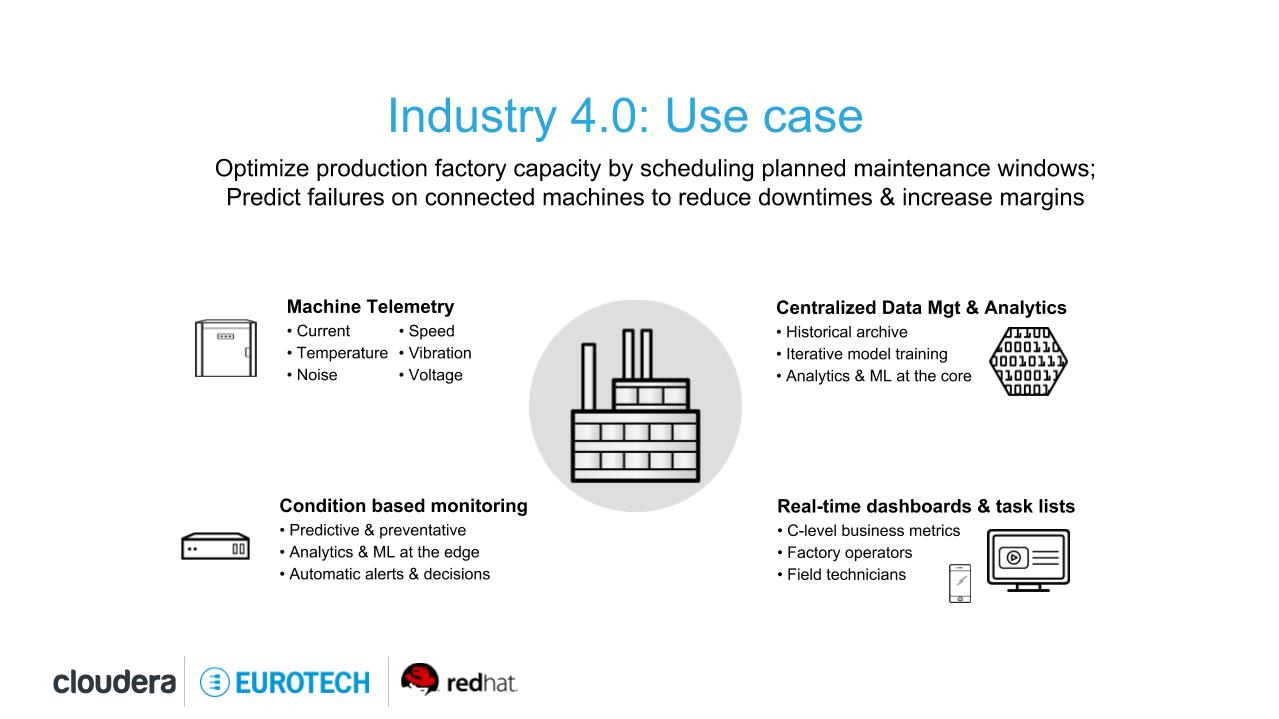 Industry 4.0: Use case
Optimize production factory capacity by scheduling planned maintenance windows;
Predict failures on connected machines to reduce downtimes & increase margins
Machine Telemetry
• Current
• Temperature
• Noise
• Speed
• Vibration
• Voltage
Centralized Data Mgt & Analytics
• Historical archive
• Iterative model training
• Analytics & ML at the core
01100
1000110
00010111
110001
1000
Condition based monitoring
• Predictive & preventative
• Analytics & ML at the edge
• Automatic alerts & decisions
Real-time dashboards & task lists
• C-level business metrics
• Factory operators
• Field technicians
cloudera
EUROTECH
redhat.